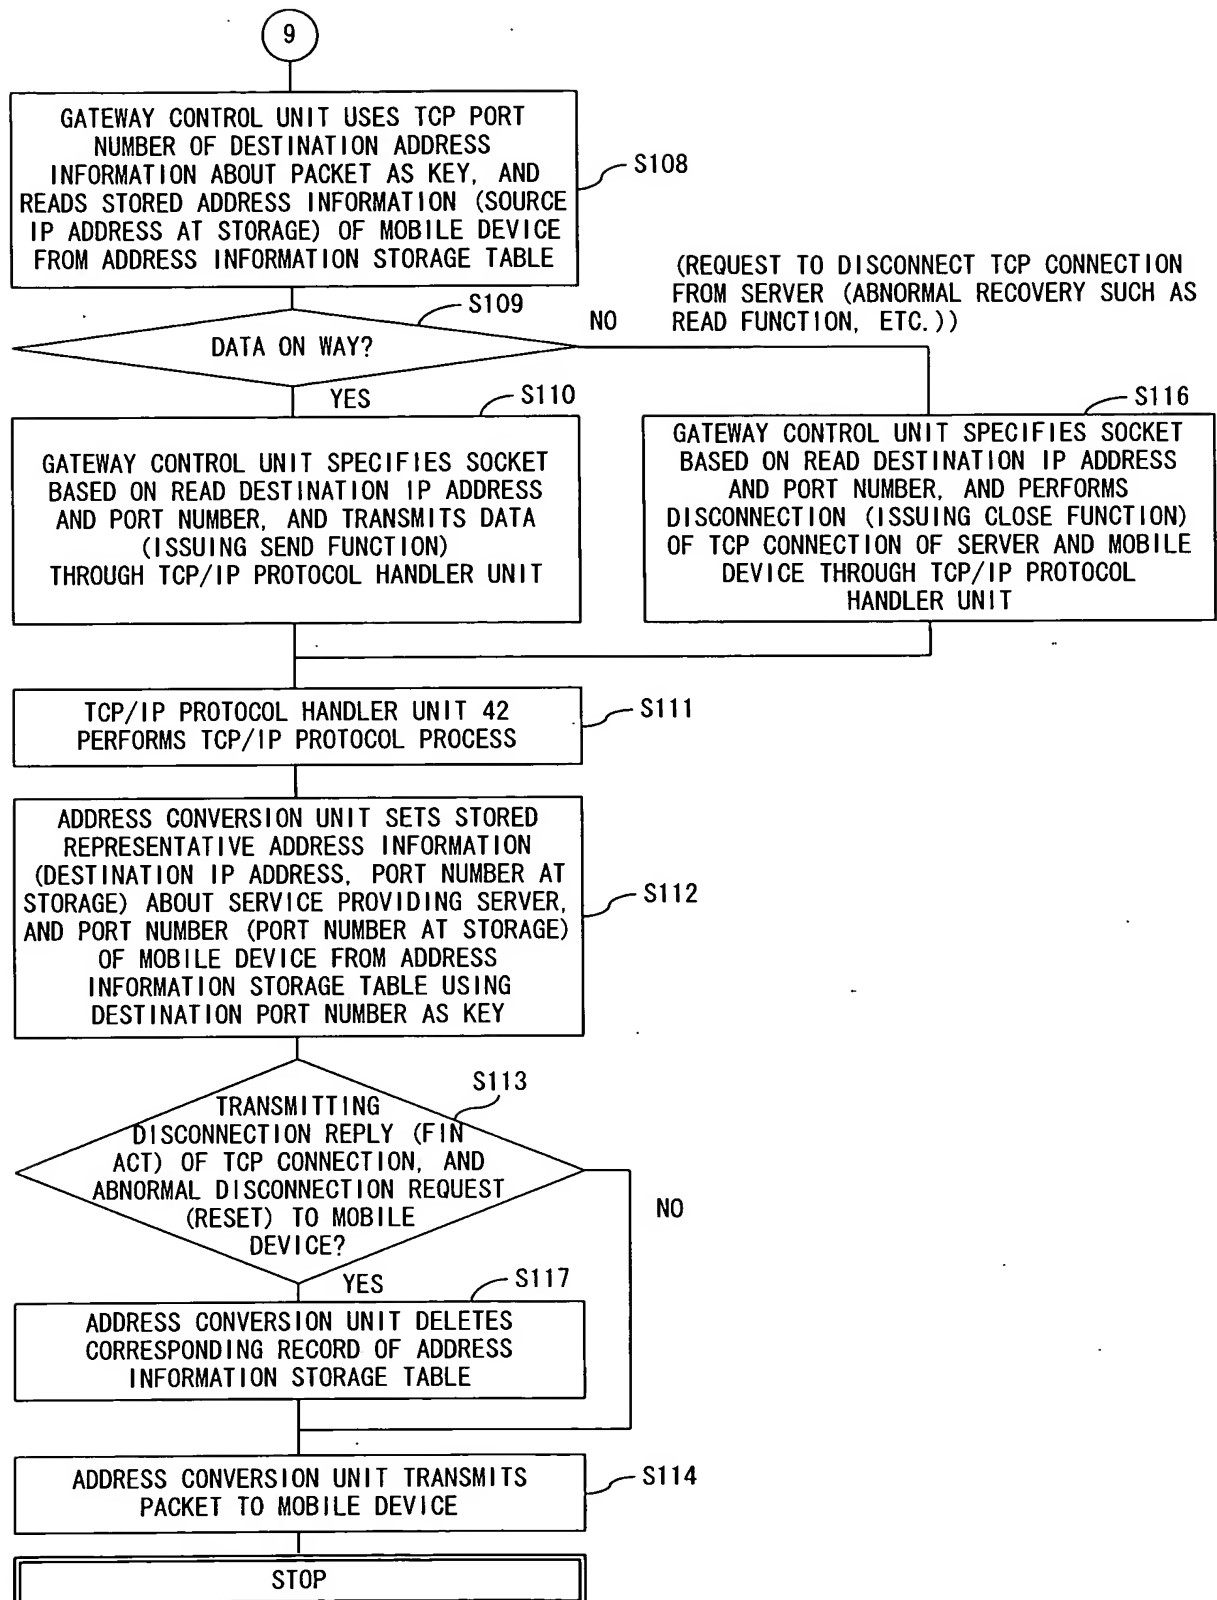 9
GATEWAY CONTROL UNIT USES TCP PORT
NUMBER OF DESTINATION ADDRESS
INFORMATION ABOUT PACKET AS KEY, AND
READS STORED ADDRESS INFORMATION (SOURCE
IP ADDRESS AT STORAGE) OF MOBILE DEVICE
FROM ADDRESS INFORMATION STORAGE TABLE
S108
(REQUEST TO DISCONNECT TCP CONNECTION
FROM SERVER (ABNORMAL RECOVERY SUCH AS
READ FUNCTION, ETC.))
S109
DATA ON WAY?
NO
YES
S110
GATEWAY CONTROL UNIT SPECIFIES SOCKET
BASED ON READ DESTINATION IP ADDRESS
AND PORT NUMBER, AND TRANSMITS DATA
(ISSUING SEND FUNCTION)
THROUGH TCP/IP PROTOCOL HANDLER UNIT
S116
GATEWAY CONTROL UNIT SPECIFIES SOCKET
BASED ON READ DESTINATION IP ADDRESS
AND PORT NUMBER, AND PERFORMS
DISCONNECTION (ISSUING CLOSE FUNCTION)
OF TCP CONNECTION OF SERVER AND MOBILE
DEVICE THROUGH TCP/IP PROTOCOL
HANDLER UNIT
TCP/IP PROTOCOL HANDLER UNIT 42
PERFORMS TCP/IP PROTOCOL PROCESS
S111
ADDRESS CONVERSION UNIT SETS STORED
REPRESENTATIVE ADDRESS INFORMATION
(DESTINATION IP ADDRESS, PORT NUMBER AT
STORAGE) ABOUT SERVICE PROVIDING SERVER,
AND PORT NUMBER (PORT NUMBER AT STORAGE)
OF MOBILE DEVICE FROM ADDRESS
INFORMATION STORAGE TABLE USING
DESTINATION PORT NUMBER AS KEY
S112
S113
TRANSMITTING
DISCONNECTION REPLY (FIN
ACT) OF TCP CONNECTION, AND
ABNORMAL DISCONNECTION REQUEST
(RESET) TO MOBILE
DEVICE?
NO
YES
S117
ADDRESS CONVERSION UNIT DELETES
CORRESPONDING RECORD OF ADDRESS
INFORMATION STORAGE TABLE
ADDRESS CONVERSION UNIT TRANSMITS
PACKET TO MOBILE DEVICE
S114
STOP